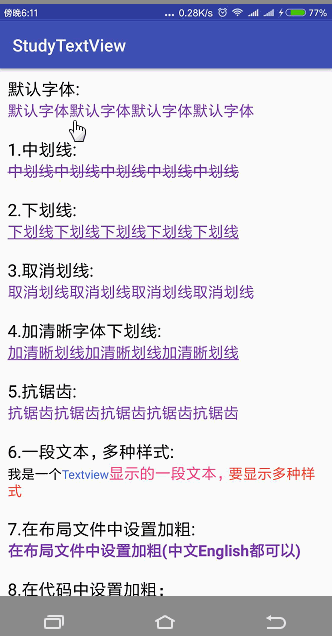 傍晚6:11 ... 0.28K/s 77%
StudyTextView
默认字体:
默认字体默认字体默认字体默认字体
1.中划线:
中划线中划线中划线中划线中划线
2.下划线:
下划线下划线下划线下划线下划线
3.取消划线:
取消划线取消划线取消划线取消划线
4.加清晰字体下划线:
加清晰划线加清晰划线加清晰划线
5.抗锯齿:
抗锯齿抗锯齿抗锯齿抗锯齿抗锯齿
6.一段文本，多种样式:
我是一个Textview显示的一段文本，要显示多种样
式
7.在布局文件中设置加粗:
在布局文件中设置加粗(中文English都可以)
8.在代码中设置加粗：